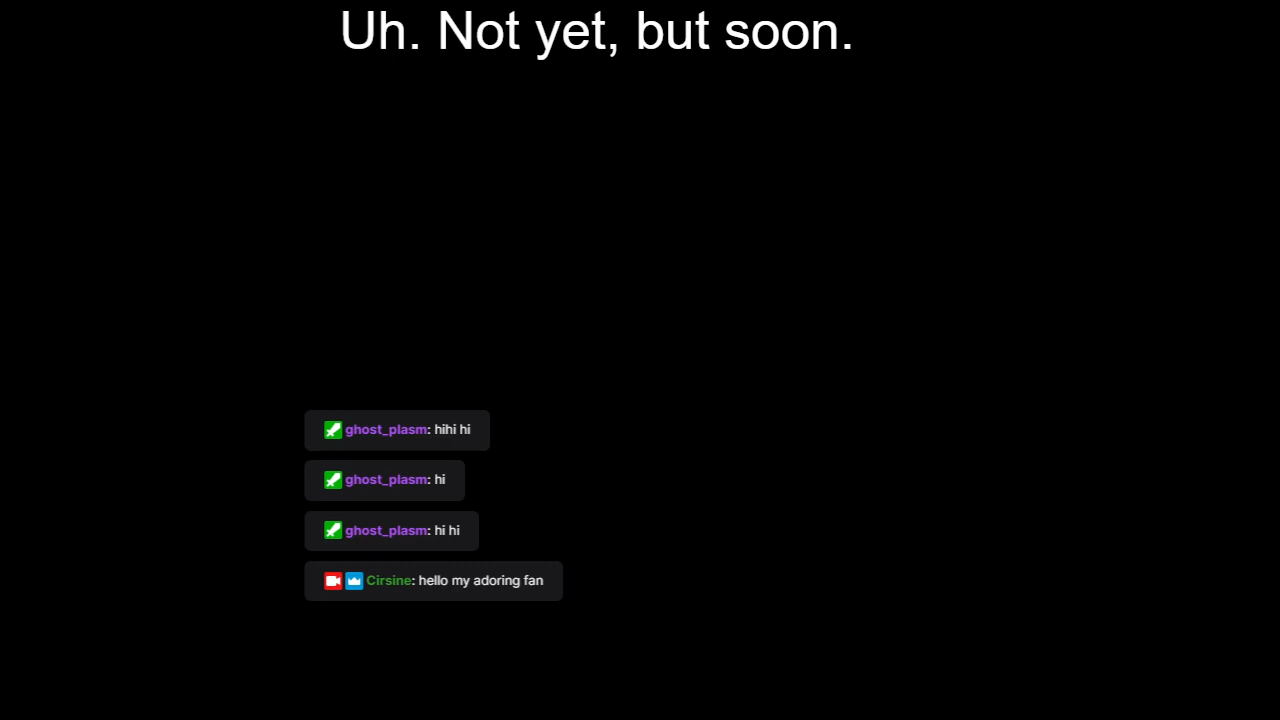 Uh. Not yet, but soon.
ghost_plasm: hihi hi
ghost_plasm: hi
ghost_plasm: hi hi
Cirsine: hello my adoring fan